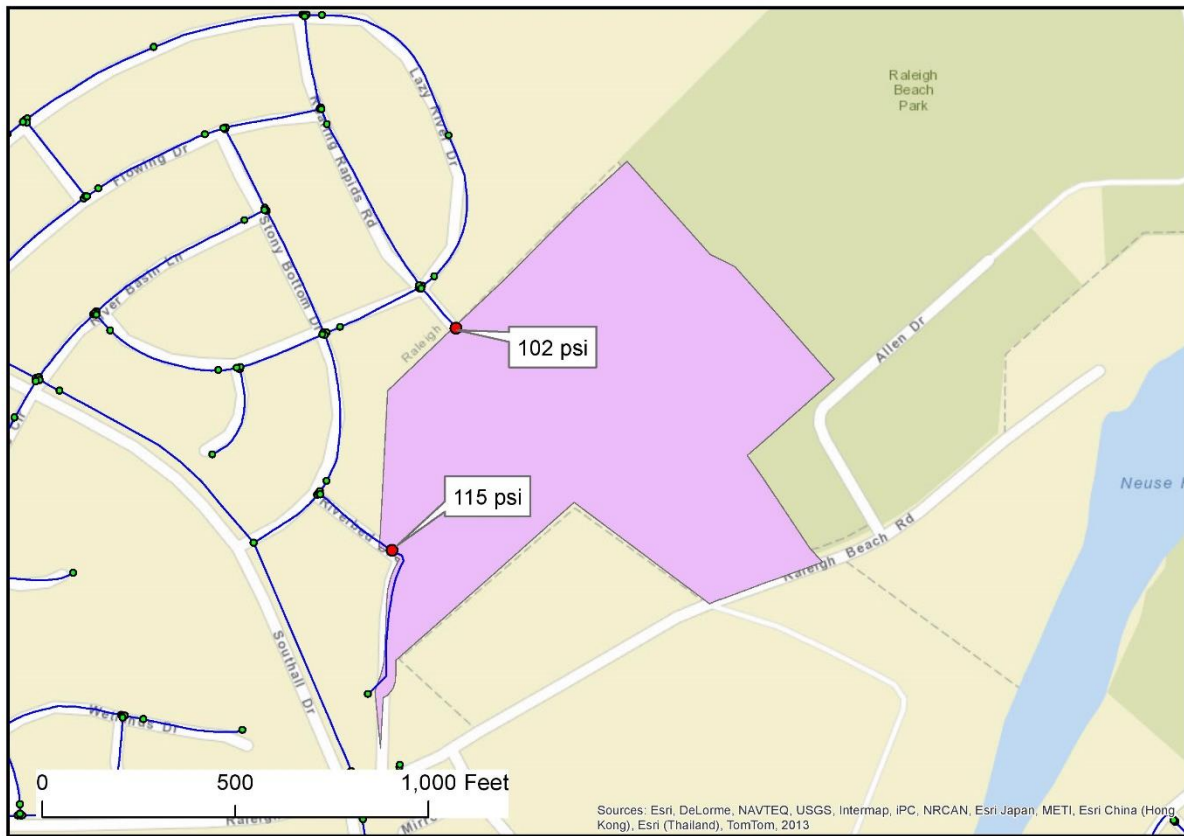 Raleigh
Beach
Park
Lazy River Dr
Rapids Rd
Flowing Dr
Stony Bottom Dr
River Basin Ln
Raleigh
102 psi
Allen Dr
115 psi
Raleigh Beach Rd
Neuse
Southall Dr
0 500 1,000 Feet
Sources: Esri, DeLorme, NAVTEQ, USGS, Intermap, iPC, NRCAN, Esri Japan, METI, Esri China (Hong
Kong), Esri (Thailand), TomTom, 2013